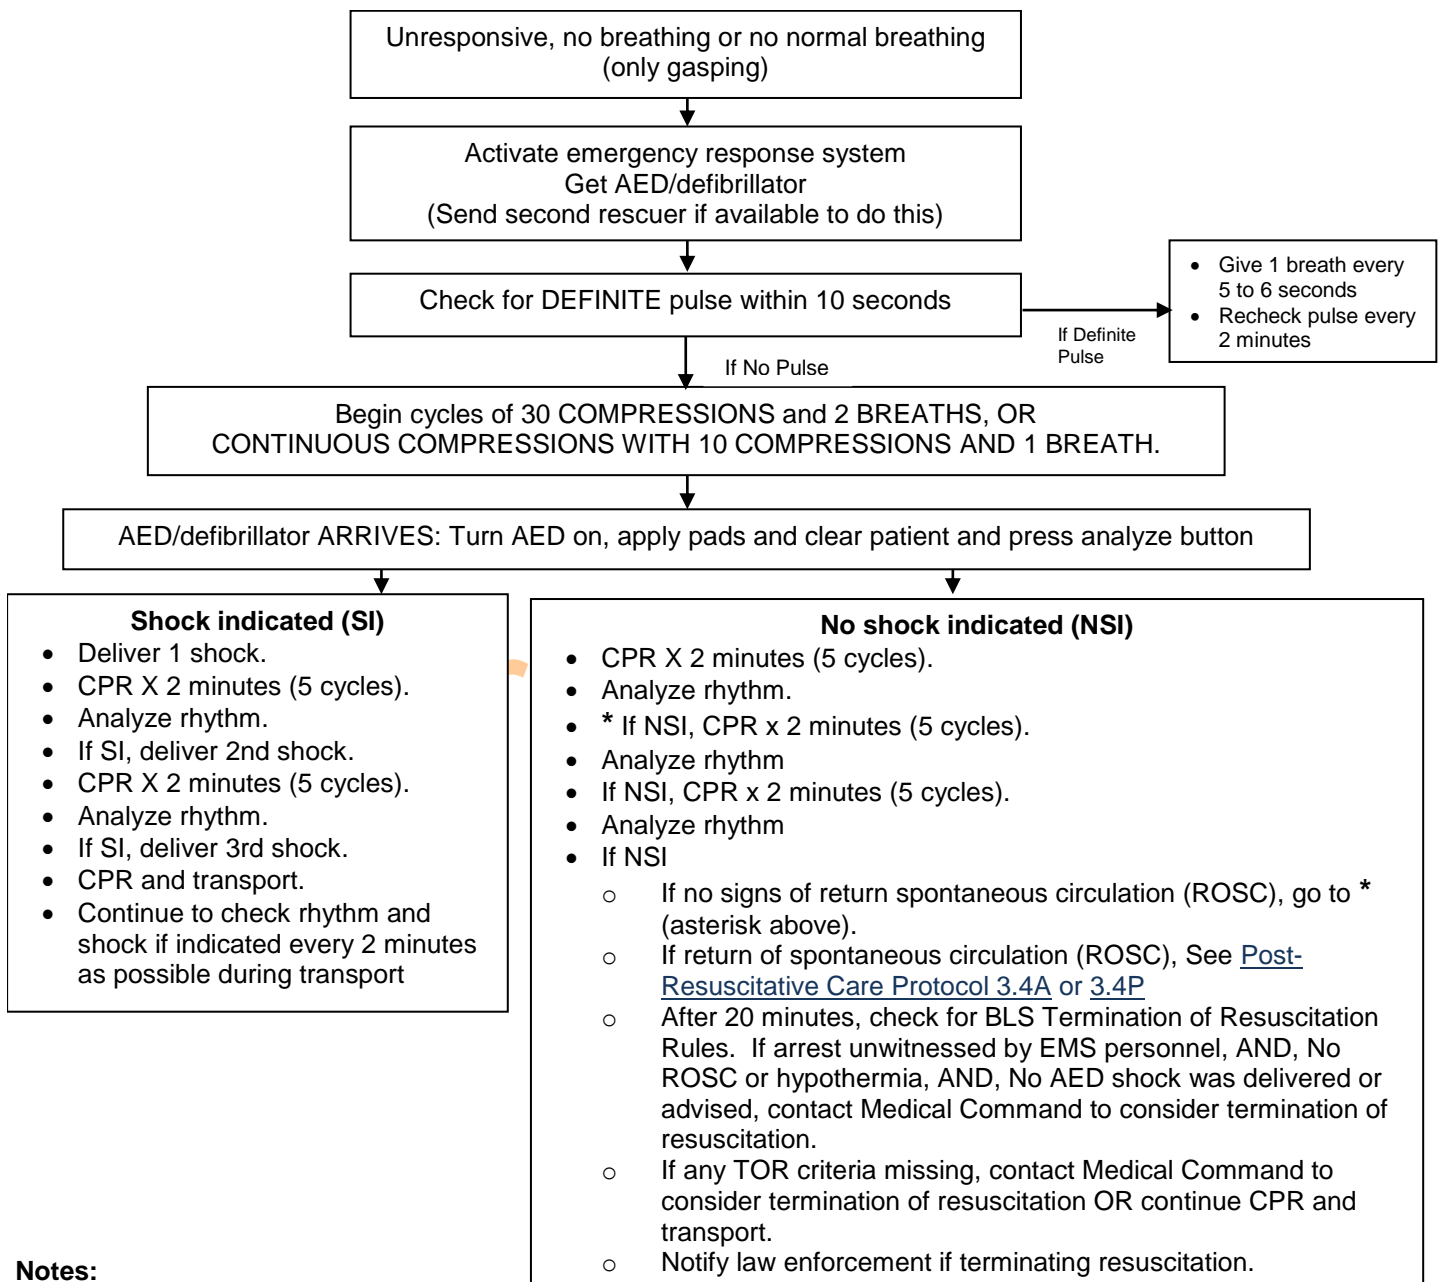 Unresponsive, no breathing or no normal breathing
(only gasping)
Activate emergency response system
Get AED/defibrillator
(Send second rescuer if available to do this)
Check for DEFINITE pulse within 10 seconds
If Definite
Pulse
• Give 1 breath every
5 to 6 seconds
• Recheck pulse every
2 minutes
If No Pulse
Begin cycles of 30 COMPRESSIONS and 2 BREATHS, OR
CONTINUOUS COMPRESSIONS WITH 10 COMPRESSIONS AND 1 BREATH.
AED/defibrillator ARRIVES: Turn AED on, apply pads and clear patient and press analyze button
Shock indicated (SI)
• Deliver 1 shock.
• CPR X 2 minutes (5 cycles).
• Analyze rhythm.
• If SI, deliver 2nd shock.
• CPR X 2 minutes (5 cycles).
• Analyze rhythm.
• If SI, deliver 3rd shock.
• CPR and transport.
• Continue to check rhythm and
shock if indicated every 2 minutes
as possible during transport
No shock indicated (NSI)
• CPR X 2 minutes (5 cycles).
• Analyze rhythm.
• * If NSI, CPR x 2 minutes (5 cycles).
• Analyze rhythm
• If NSI, CPR x 2 minutes (5 cycles).
• Analyze rhythm
• If NSI
o If no signs of return spontaneous circulation (ROSC), go to *
(asterisk above).
o If return of spontaneous circulation (ROSC), See Post-
Resuscitative Care Protocol 3.4A or 3.4P
o After 20 minutes, check for BLS Termination of Resuscitation
Rules. If arrest unwitnessed by EMS personnel, AND, No
ROSC or hypothermia, AND, No AED shock was delivered or
advised, contact Medical Command to consider termination of
resuscitation.
o If any TOR criteria missing, contact Medical Command to
consider termination of resuscitation OR continue CPR and
transport.
o Notify law enforcement if terminating resuscitation.
Notes: